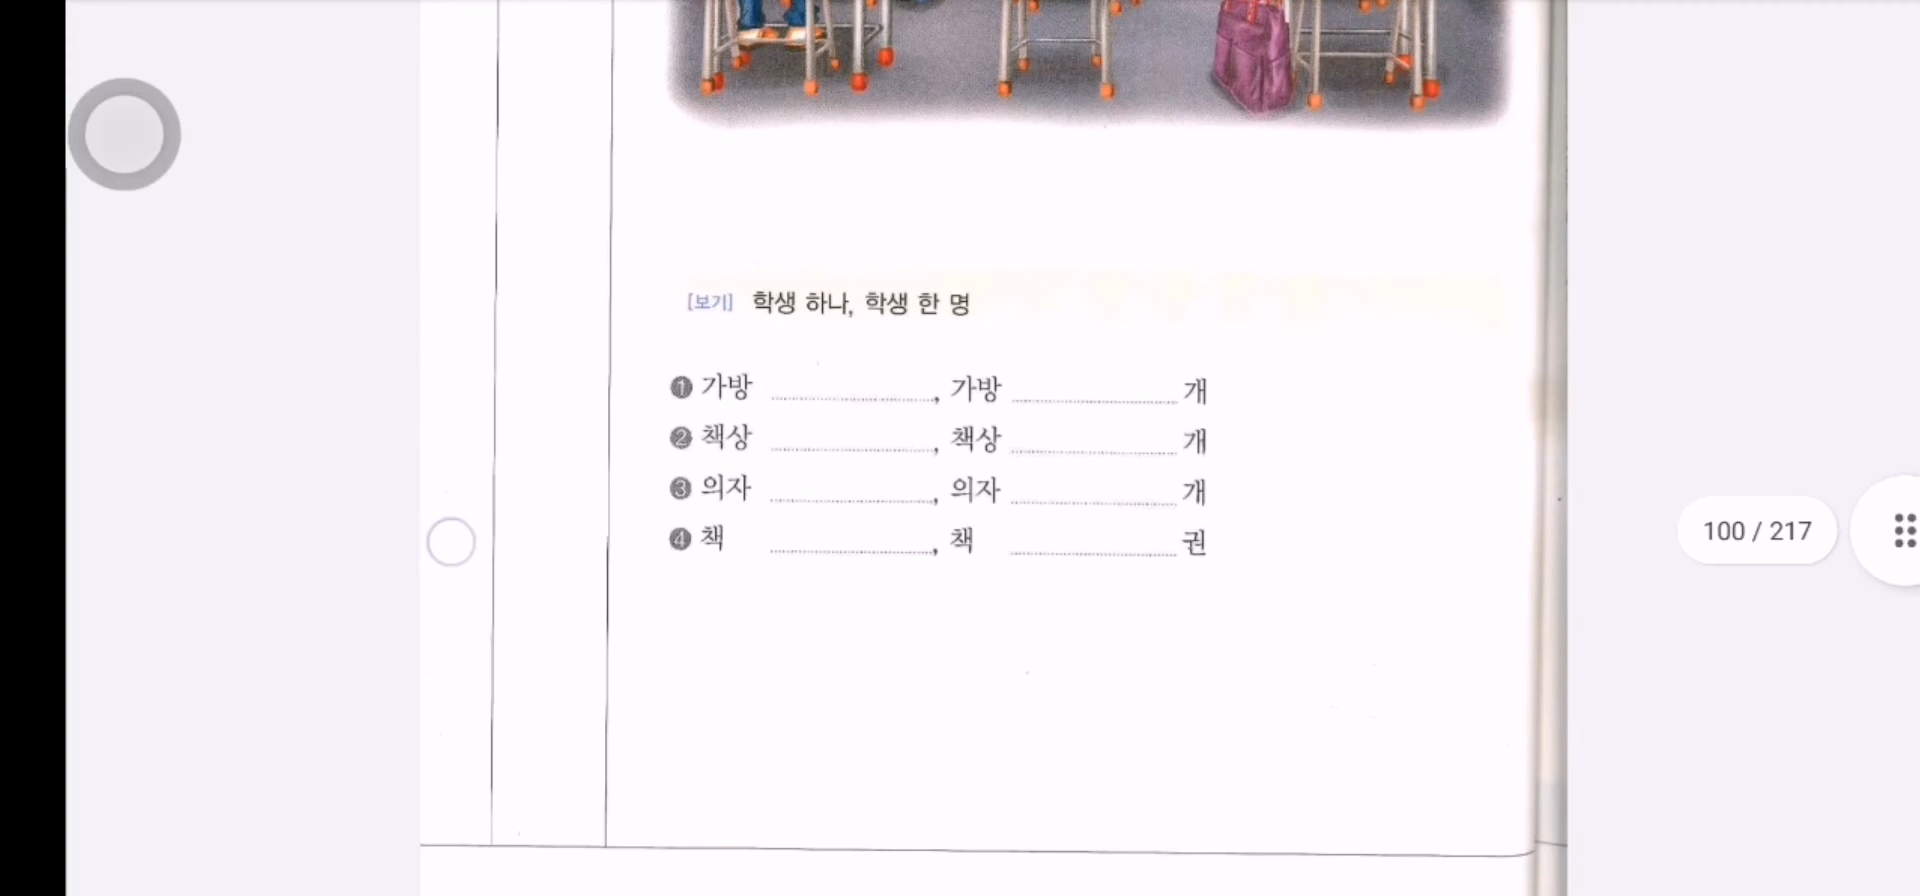 [보기] 학생 하나, 학생 한 명
❶ 가방 ...................., 가방 .................... 개
❷ 책상 ...................., 책상 .................... 개
❸ 의자 ...................., 의자 .................... 개
❹ 책 ...................., 책 .................... 권
100 / 217